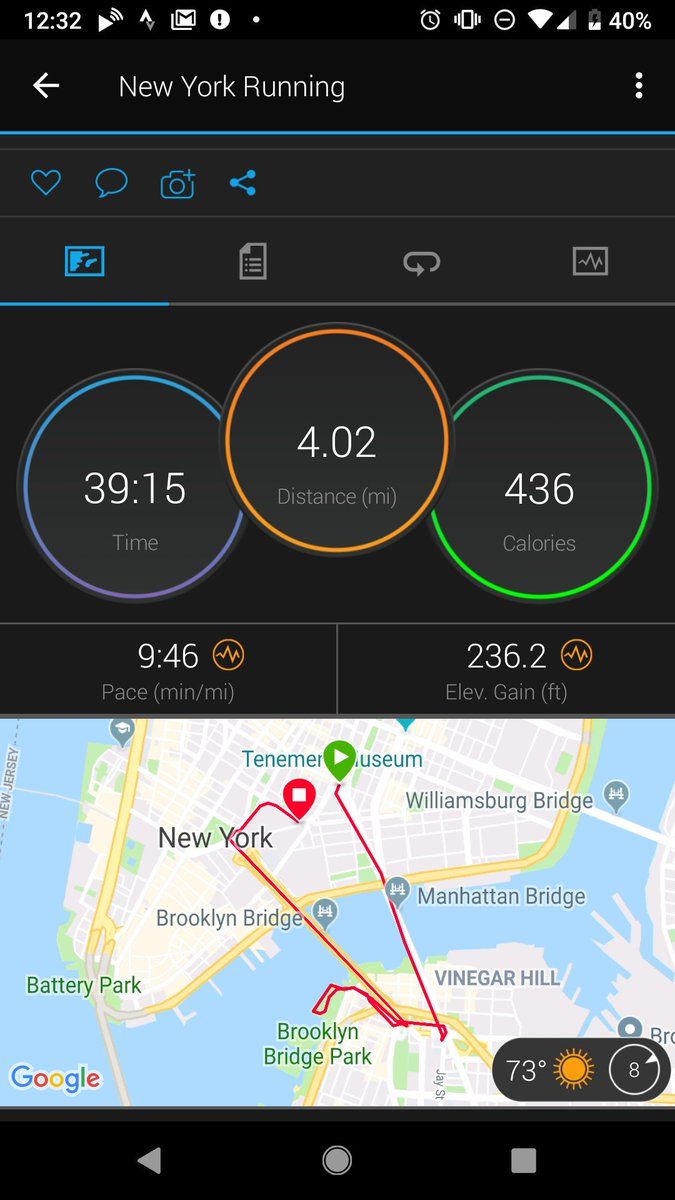 12:32
40%
New York Running
39:15
Time
4.02
Distance (mi)
436
Calories
9:46
Pace (min/mi)
236.2
Elev. Gain (ft)
NEW JERSEY
Museum
Williamsburg Bridge
New York
Manhattan Bridge
Brooklyn Bridge
VINEGAR HILL
Battery Park
Brooklyn
Bridge Park
Jay St
Google
73°
8